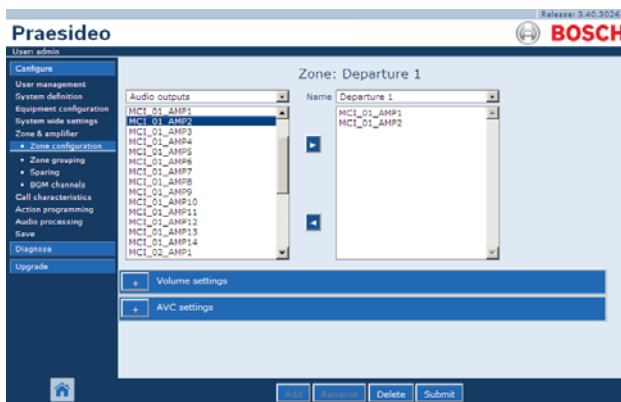 Release: 3.40.3026
Praesideo
BOSCH
User: admin
Configure
User management
System definition
Equipment configuration
System wide settings
Zone & amplifier
• Zone configuration
• Zone grouping
• Sparing
• BGM channels
Call characteristics
Action programming
Audio processing
Save
Diagnose
Upgrade
Zone: Departure 1
Audio outputs
MCI_01_AMP1
MCI_01_AMP2
MCI_01_AMP3
MCI_01_AMP4
MCI_01_AMP5
MCI_01_AMP6
MCI_01_AMP7
MCI_01_AMP8
MCI_01_AMP9
MCI_01_AMP10
MCI_01_AMP11
MCI_01_AMP12
MCI_01_AMP13
MCI_01_AMP14
MCI_02_AMP1
Name Departure 1
MCI_01_AMP1
MCI_01_AMP2
+ Volume settings
+ AVC settings
Add Rename Delete Submit